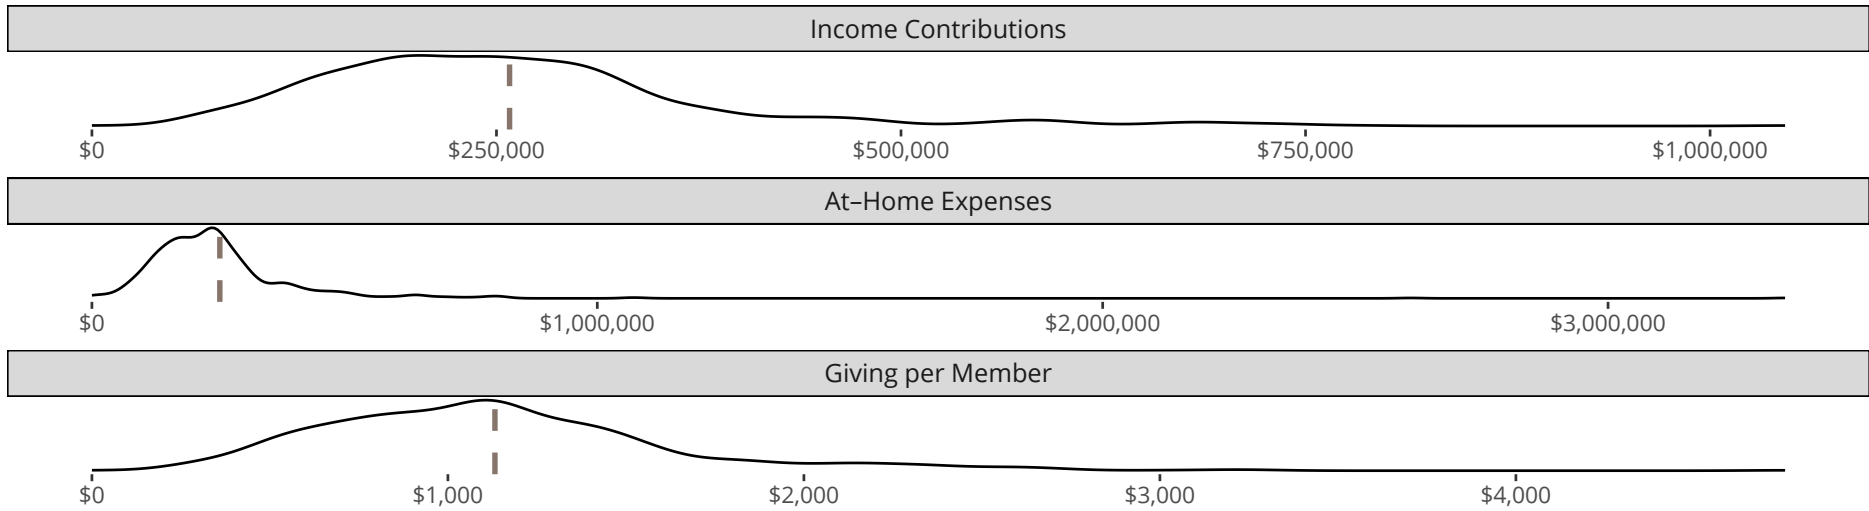 Income Contributions
$0 $250,000 $500,000 $750,000 $1,000,000
At–Home Expenses
$0 $1,000,000 $2,000,000 $3,000,000
Giving per Member
$0 $1,000 $2,000 $3,000 $4,000